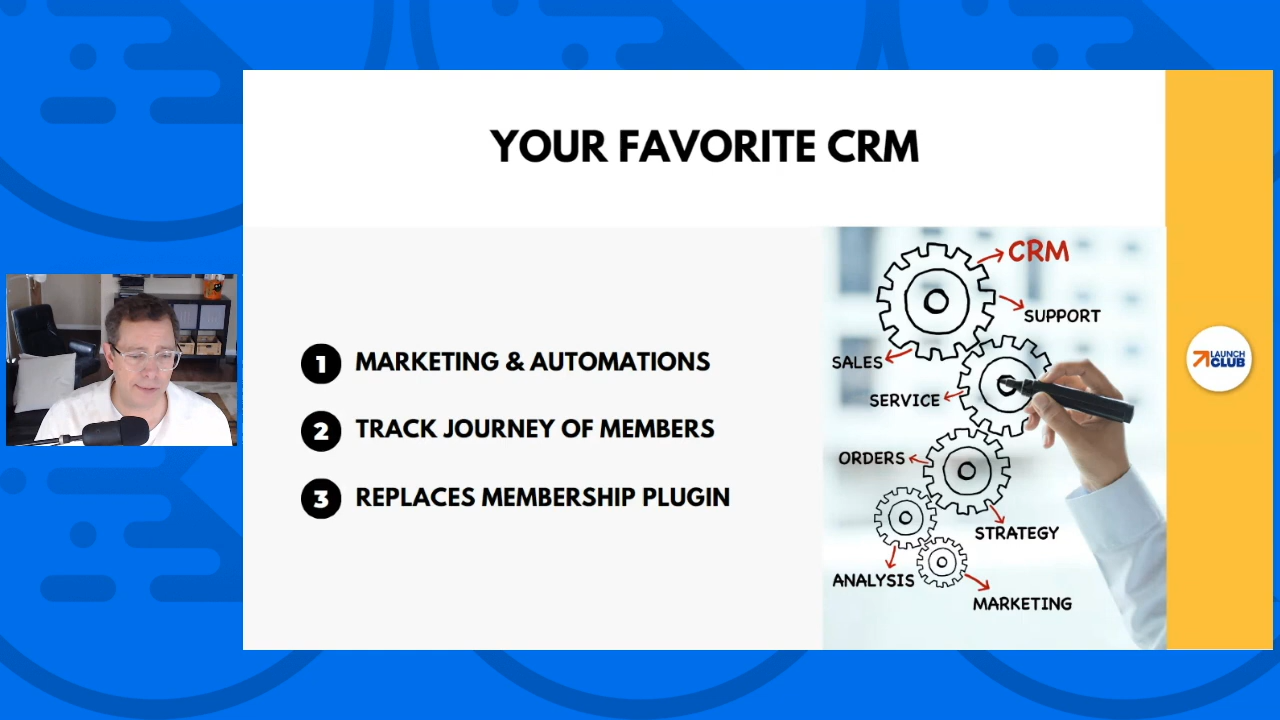 YOUR FAVORITE CRM
1 MARKETING & AUTOMATIONS
2 TRACK JOURNEY OF MEMBERS
3 REPLACES MEMBERSHIP PLUGIN
CRM
SUPPORT
SALES
SERVICE
ORDERS
STRATEGY
ANALYSIS
MARKETING
LAUNCH
CLUB